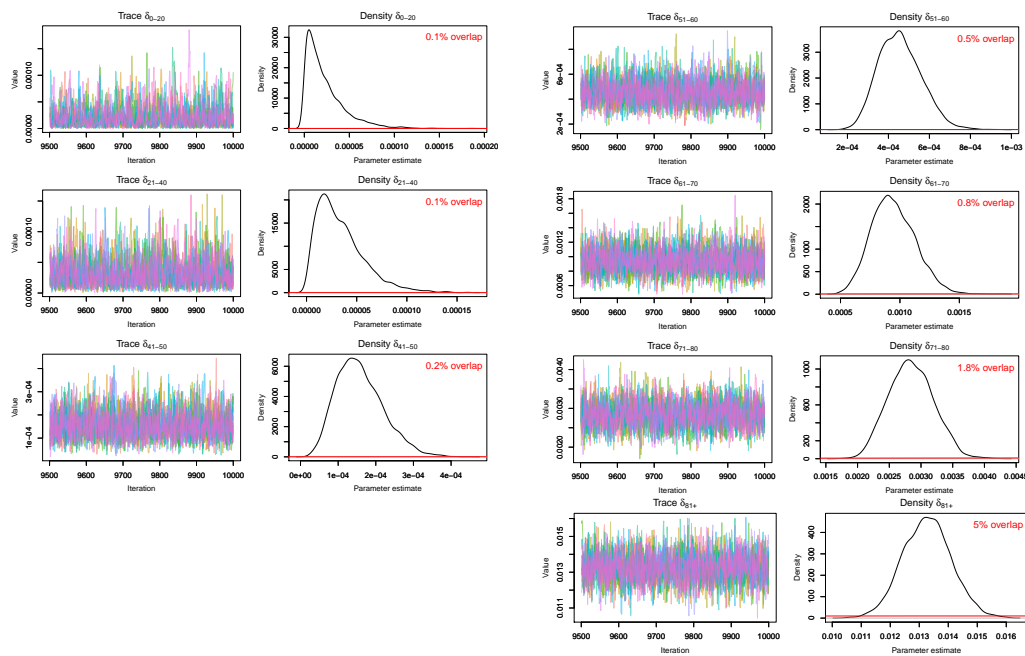 Trace δ0−20
Value
0.00000
0.00010
9500 9600 9700 9800 9900 10000
Iteration
Density δ0−20
0.1% overlap
Density
0 10000 20000 30000
0.00000 0.00005 0.00010 0.00015 0.00020
Parameter estimate
Trace δ21−40
Value
0.00000
0.00010
9500 9600 9700 9800 9900 10000
Iteration
Density δ21−40
0.1% overlap
Density
0 5000 15000
0.00000 0.00005 0.00010 0.00015
Parameter estimate
Trace δ41−50
Value
1e−04 3e−04
9500 9600 9700 9800 9900 10000
Iteration
Density δ41−50
0.2% overlap
Density
0 2000 4000 6000
0e+00 1e−04 2e−04 3e−04 4e−04
Parameter estimate
Trace δ51−60
Value
2e−04 6e−04
9500 9600 9700 9800 9900 10000
Iteration
Density δ51−60
0.5% overlap
Density
0 1000 3000
2e−04 4e−04 6e−04 8e−04 1e−03
Parameter estimate
Trace δ61−70
Value
0.0006 0.0012 0.0018
9500 9600 9700 9800 9900 10000
Iteration
Density δ61−70
0.8% overlap
Density
0 500 1000 2000
0.0005 0.0010 0.0015
Parameter estimate
Trace δ71−80
Value
0.0020 0.0030 0.0040
9500 9600 9700 9800 9900 10000
Iteration
Density δ71−80
1.8% overlap
Density
0 200 400 800 1000
0.0015 0.0020 0.0025 0.0030 0.0035 0.0040 0.0045
Parameter estimate
Trace δ81+
Value
0.011 0.013 0.015
9500 9600 9700 9800 9900 10000
Iteration
Density δ81+
5% overlap
Density
0 100 200 300 400
0.010 0.011 0.012 0.013 0.014 0.015 0.016
Parameter estimate